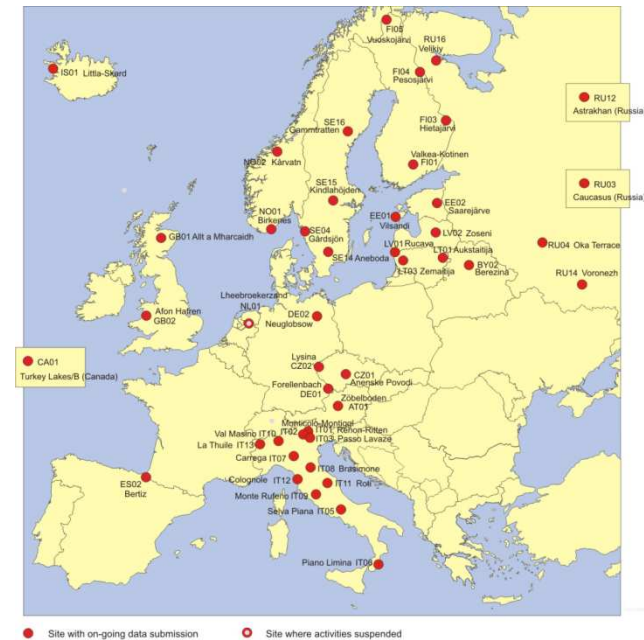 FI05
Vuoskojärvi
RU16
Velikiy
IS01 Littla-Skard
FI04
Pesosjärvi
RU12
Astrakhan (Russia)
SE16
Gammtratten
FI03
Hietajärvi
NO02 Kårvatn
Valkea-Kotinen
FI01
RU03
Caucasus (Russia)
SE15
Kindlahöjden
NO01
Birkenes
EE01
Vilsandi
EE02
Saarejärve
GB01 Allt a Mharcaidh
SE04
Gårdsjön
LV02 Zoseni
LV01 Rucava
RU04 Oka Terrace
SE14 Aneboda
LT01 Aukstaitija
LT03 Zemaitija
BY02
Berezina
RU14 Voronezh
Lheebroekerzand
NL01
Afon Hafren
GB02
DE02
Neuglobsow
CA01
Turkey Lakes/B (Canada)
Lysina
CZ02
CZ01
Anenske Povodi
Forellenbach
DE01
Zöbelboden
AT01
Monticolo-Montiggl
Val Masino IT10
IT02
IT01 Renon-Ritten
La Thuile IT13
IT03 Passo Lavazè
Carrega IT07
IT08 Brasimone
ES02
Bertiz
Colognole IT12
IT11 Roti
Monte Rufeno IT09
Selva Piana IT05
Piano Limina IT06
Site with on-going data submission
Site where activities suspended